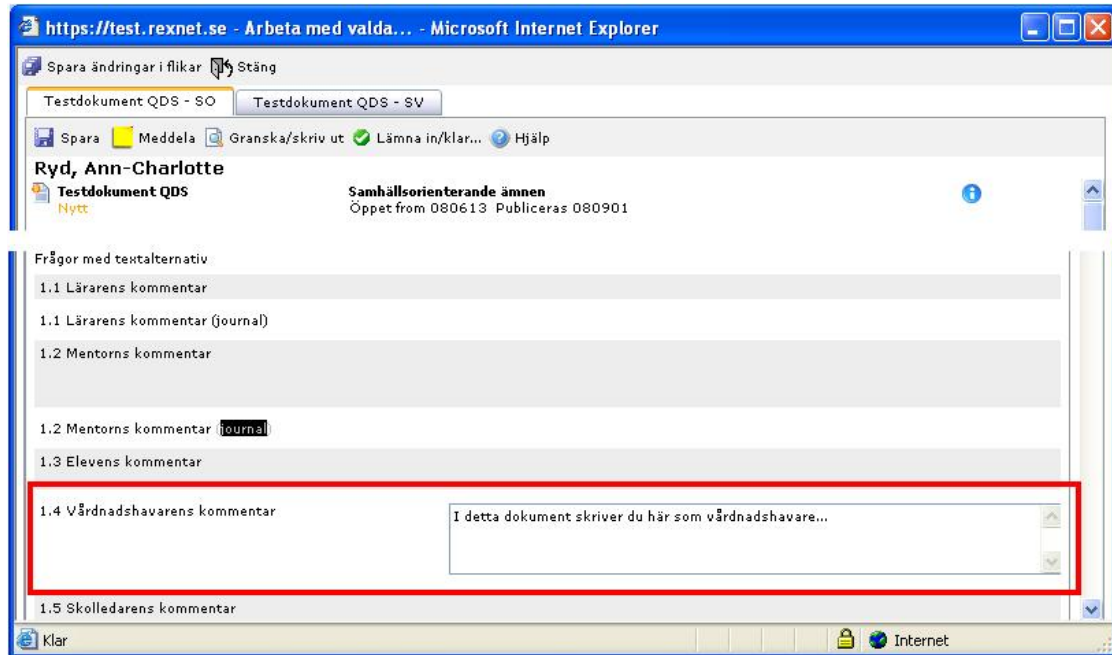 https://test.rexnet.se - Arbeta med valda... - Microsoft Internet Explorer
Spara ändringar i flikar Stäng
Testdokument QDS - SO Testdokument QDS - SV
Spara Meddela Granska/skriv ut Lämna in/klar... Hjälp
Ryd, Ann-Charlotte
Testdokument QDS Samhällsorienterande ämnen
Nytt Öppet from 080613 Publiceras 080901
Frågor med textalternativ
1.1 Lärarens kommentar
1.1 Lärarens kommentar (journal)
1.2 Mentorns kommentar
1.2 Mentorns kommentar (journal)
1.3 Elevens kommentar
1.4 Vårdnadshavarens kommentar I detta dokument skriver du här som vårdnadshavare...
1.5 Skolledarens kommentar
Klar Internet